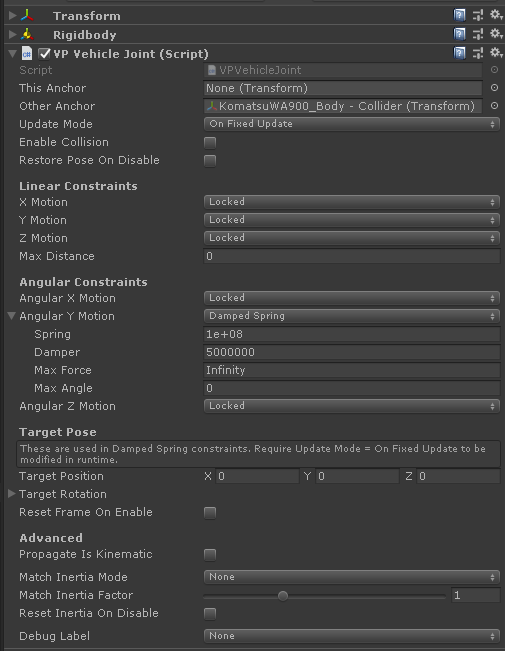 Transform
Rigidbody
VP Vehicle Joint (Script)
Script VPVehicleJoint
This Anchor None (Transform)
Other Anchor KomatsuWA900_Body - Collider (Transform)
Update Mode On Fixed Update
Enable Collision
Restore Pose On Disable
Linear Constraints
X Motion Locked
Y Motion Locked
Z Motion Locked
Max Distance 0
Angular Constraints
Angular X Motion Locked
Angular Y Motion Damped Spring
Spring 1e+08
Damper 5000000
Max Force Infinity
Max Angle 0
Angular Z Motion Locked
Target Pose
These are used in Damped Spring constraints. Require Update Mode = On Fixed Update to be
modified in runtime.
Target Position X 0 Y 0 Z 0
Target Rotation
Reset Frame On Enable
Advanced
Propagate Is Kinematic
Match Inertia Mode None
Match Inertia Factor 1
Reset Inertia On Disable
Debug Label None